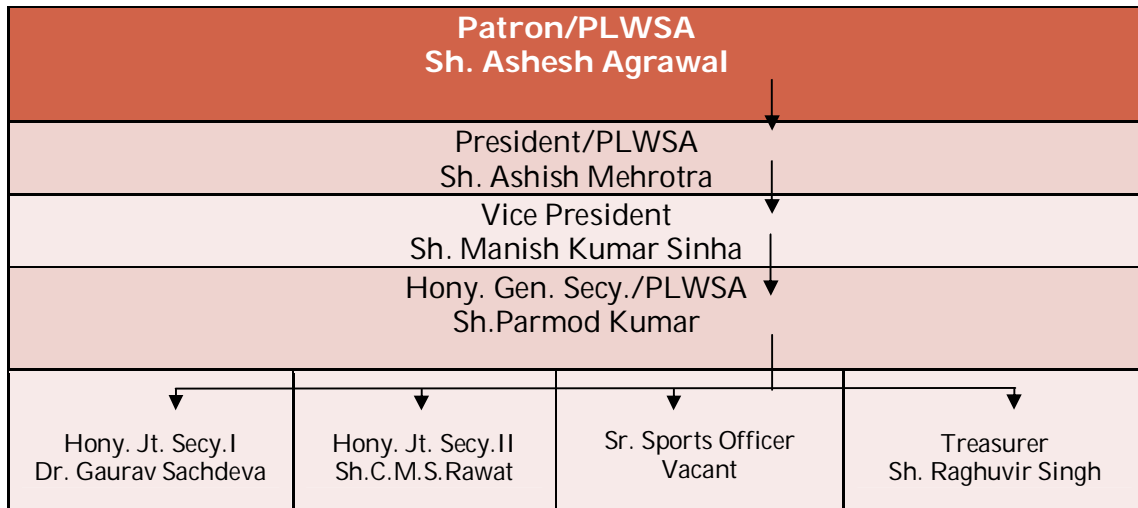 Patron/PLWSA
Sh. Ashesh Agrawal
President/PLWSA
Sh. Ashish Mehrotra
Vice President
Sh. Manish Kumar Sinha
Hony. Gen. Secy./PLWSA
Sh.Parmod Kumar
Hony. Jt. Secy.I
Dr. Gaurav Sachdeva
Hony. Jt. Secy.II
Sh.C.M.S.Rawat
Sr. Sports Officer
Vacant
Treasurer
Sh. Raghuvir Singh